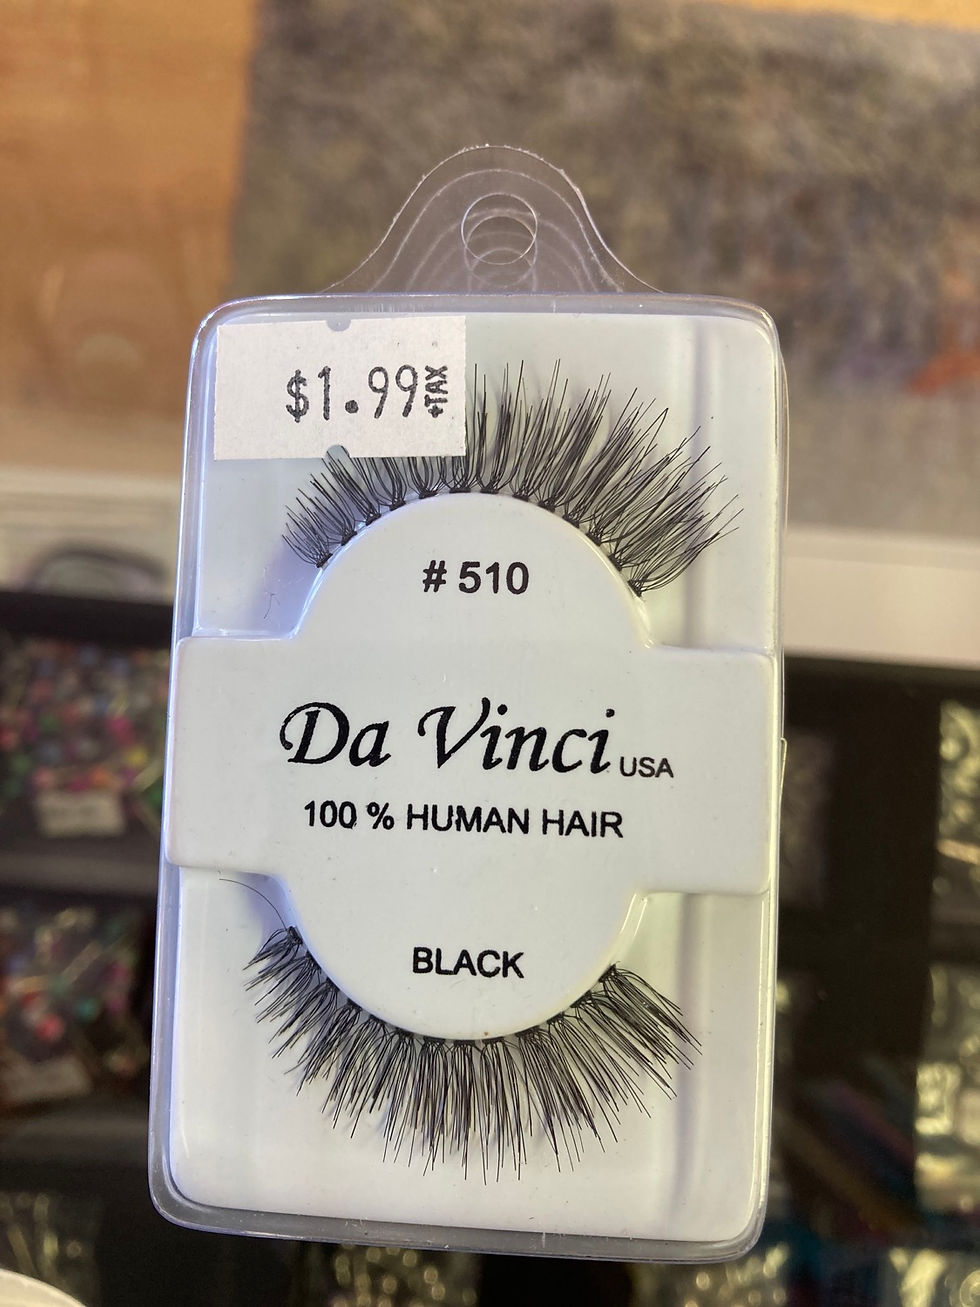 $1.99 +TAX
# 510
Da Vinci USA
100 % HUMAN HAIR
BLACK